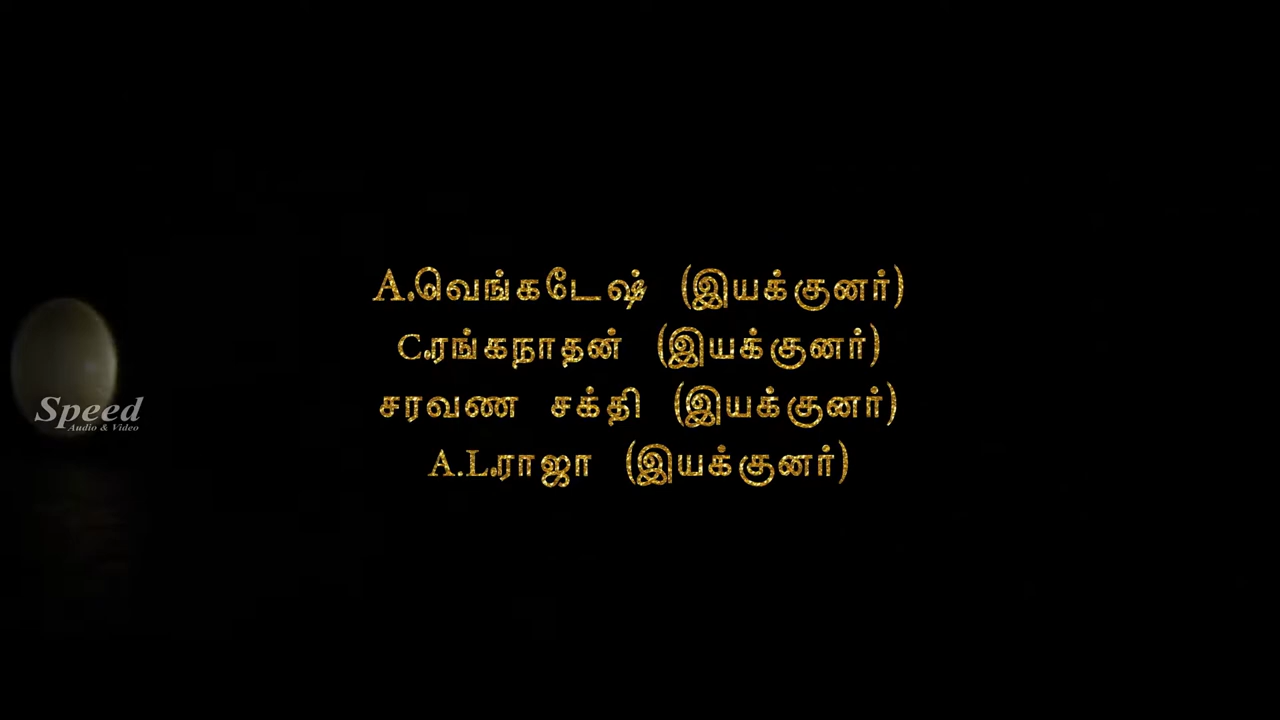 A.வெங்கடேஷ் (இயக்குனர்)
C.ரங்கநாதன் (இயக்குனர்)
சரவண சக்தி (இயக்குனர்)
A.L.ராஜா (இயக்குனர்)
Speed
Audio & Video